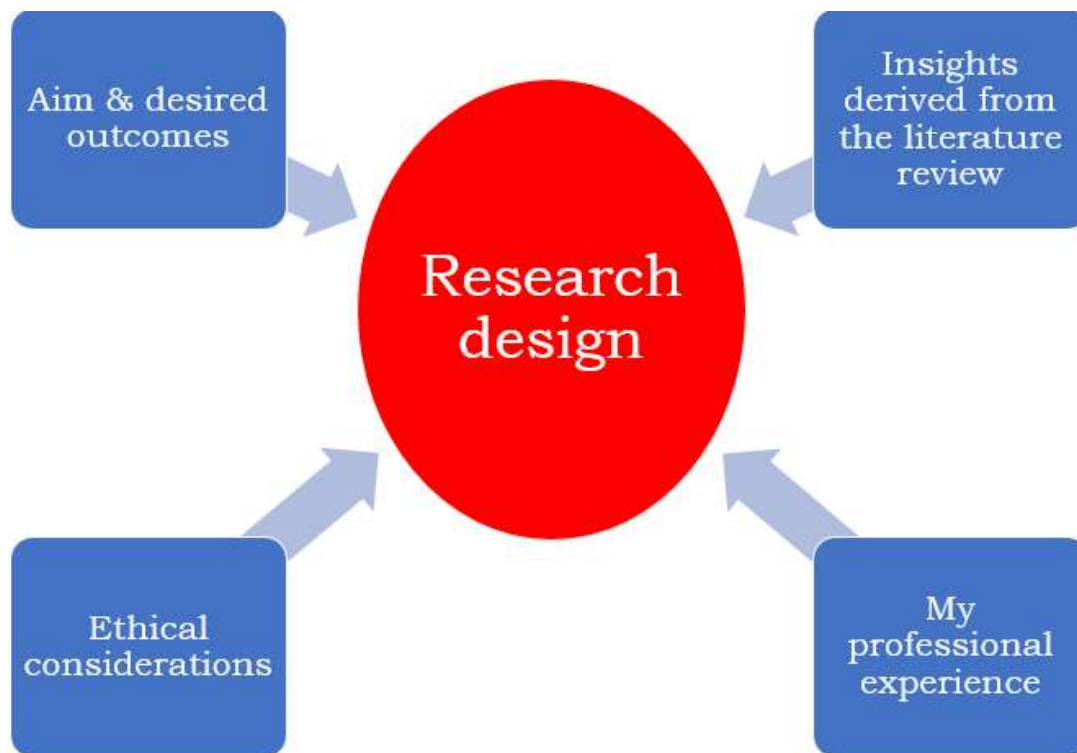 Aim & desired
outcomes
Insights
derived from
the literature
review
Research
design
Ethical
considerations
My
professional
experience